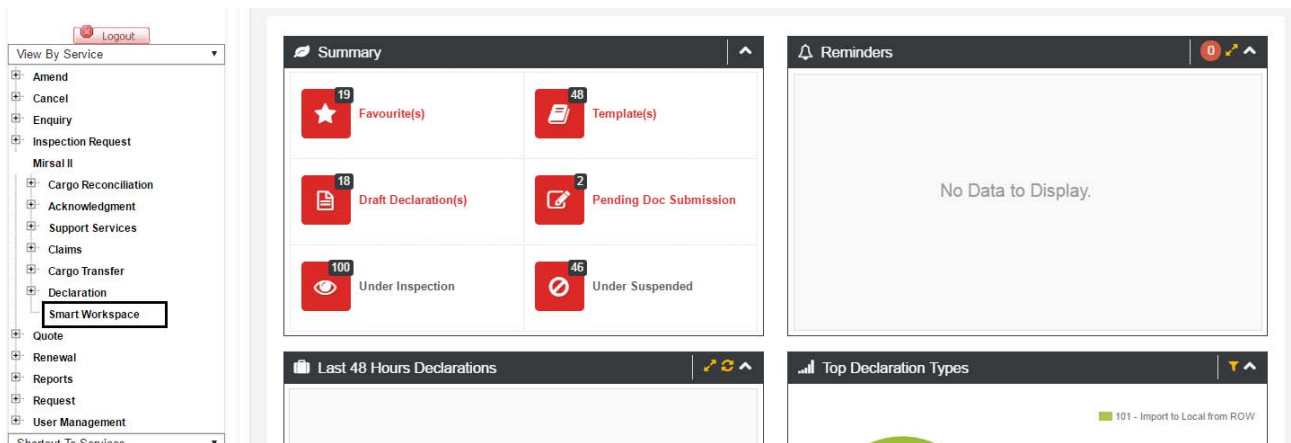 Logout
View By Service
Amend
Cancel
Enquiry
Inspection Request
Mirsal II
Cargo Reconciliation
Acknowledgment
Support Services
Claims
Cargo Transfer
Declaration
Smart Workspace
Quote
Renewal
Reports
Request
User Management
Shortcut To Services
Summary
19
Favourite(s)
48
Template(s)
18
Draft Declaration(s)
2
Pending Doc Submission
100
Under Inspection
46
Under Suspended
Reminders
0
No Data to Display.
Last 48 Hours Declarations
Top Declaration Types
101 - Import to Local from ROW